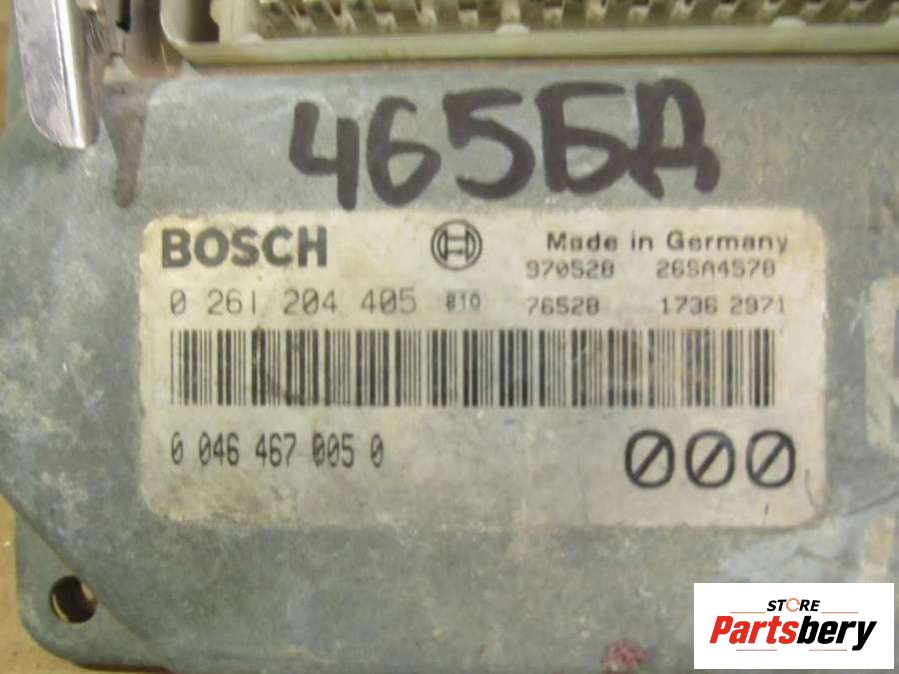 465БД
BOSCH
Made in Germany
970528 26SA4578
0 261 204 405 810 76528 1736 2971
0 046 467 005 0
000
STORE
Partsbery